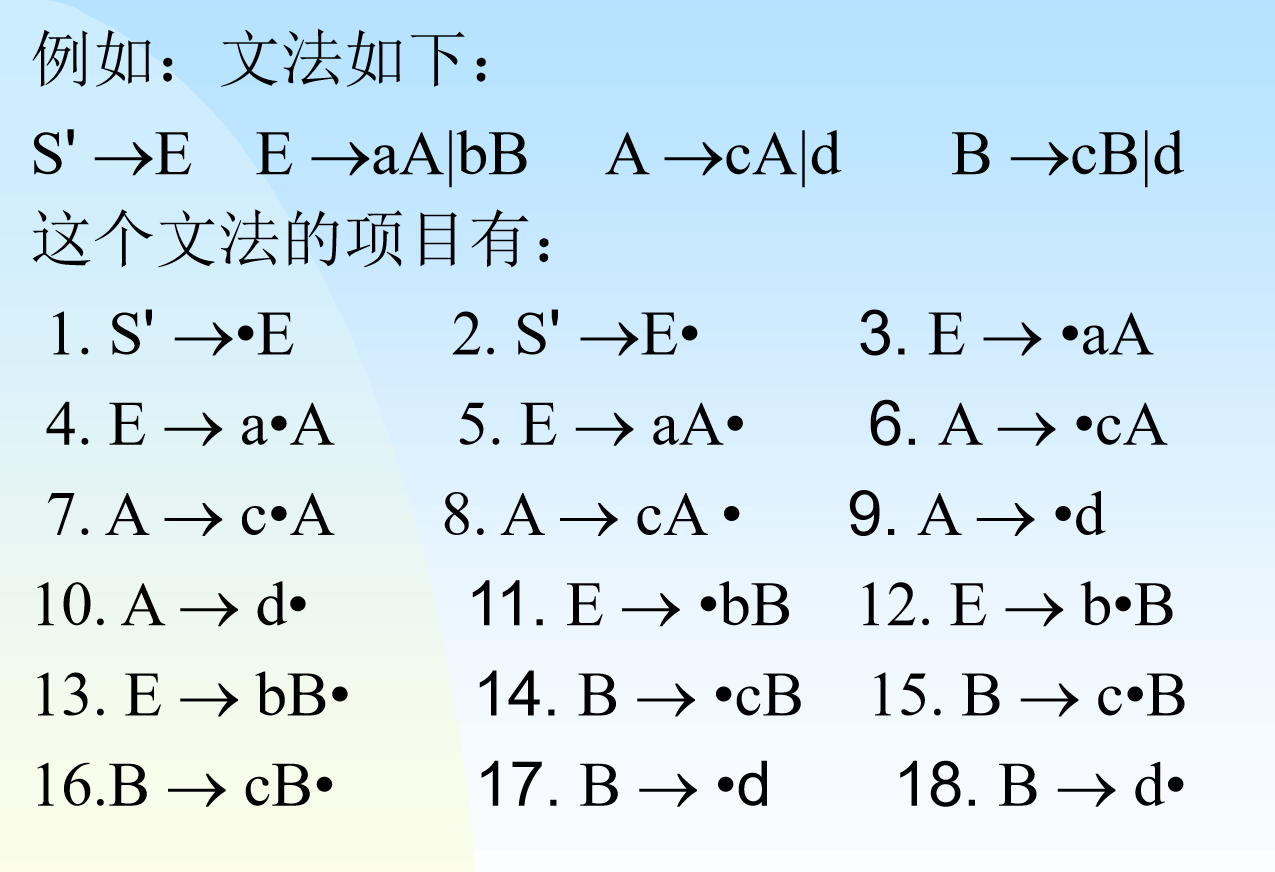 例如：文法如下：
S' →E E →aA|bB A →cA|d B →cB|d
这个文法的项目有：
1. S' →•E 2. S' →E• 3. E → •aA
4. E → a•A 5. E → aA• 6. A → •cA
7. A → c•A 8. A → cA • 9. A → •d
10. A → d• 11. E → •bB 12. E → b•B
13. E → bB• 14. B → •cB 15. B → c•B
16.B → cB• 17. B → •d 18. B → d•